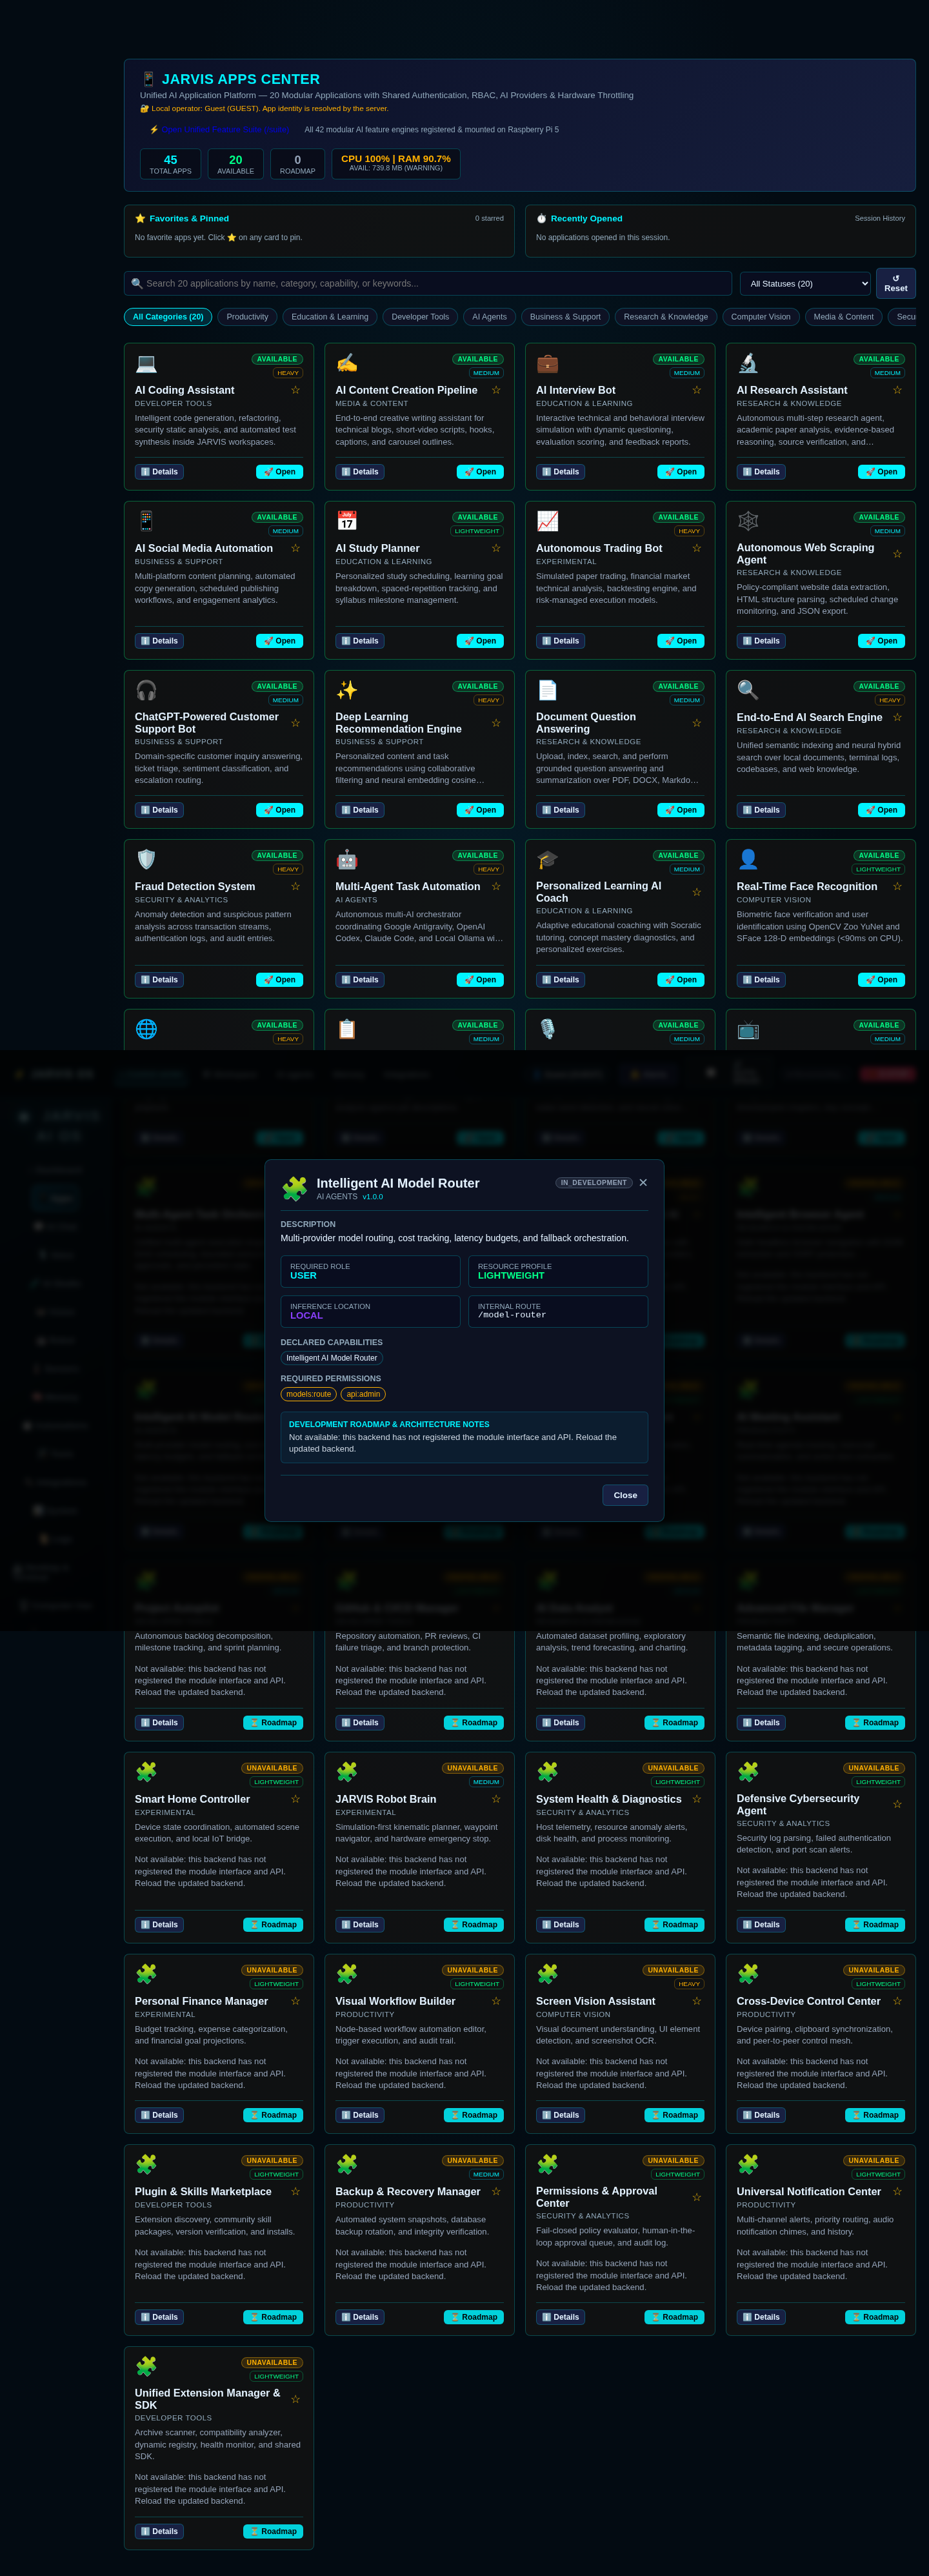 JARVIS APPS CENTER
Unified AI Application Platform — 20 Modular Applications with Shared Authentication, RBAC, AI Providers & Hardware Throttling
Local operator: Guest (GUEST). App identity is resolved by the server.
All 42 modular AI feature engines registered & mounted on Raspberry Pi 5
45
TOTAL APPS
20
AVAILABLE
0
ROADMAP
CPU 100% | RAM 90.7%
AVAIL: 739.8 MB (WARNING)
Favorites & Pinned
0 starred
No favorite apps yet. Click ⭐ on any card to pin.
Recently Opened
Session History
No applications opened in this session.
Search 20 applications by name, category, capability, or keywords...
All Statuses (20)
↺
Reset
All Categories (20)
Productivity
Education & Learning
Developer Tools
AI Agents
Business & Support
Research & Knowledge
Computer Vision
Media & Content
AVAILABLE
HEAVY
AI Coding Assistant
DEVELOPER TOOLS
Intelligent code generation, refactoring,
security static analysis, and automated test
synthesis inside JARVIS workspaces.
Details
Open
AVAILABLE
MEDIUM
AI Content Creation Pipeline
MEDIA & CONTENT
End-to-end creative writing assistant for
technical blogs, short-video scripts, hooks,
captions, and carousel outlines.
Details
Open
AVAILABLE
MEDIUM
AI Interview Bot
EDUCATION & LEARNING
Interactive technical and behavioral interview
simulation with dynamic questioning,
evaluation scoring, and feedback reports.
Details
Open
AVAILABLE
MEDIUM
AI Research Assistant
RESEARCH & KNOWLEDGE
Autonomous multi-step research agent,
academic paper analysis, evidence-based
reasoning, source verification, and…
Details
Open
AVAILABLE
MEDIUM
AI Social Media Automation
BUSINESS & SUPPORT
Multi-platform content planning, automated
copy generation, scheduled publishing
workflows, and engagement analytics.
Details
Open
AVAILABLE
LIGHTWEIGHT
AI Study Planner
EDUCATION & LEARNING
Personalized study scheduling, learning goal
breakdown, spaced-repetition tracking, and
syllabus milestone management.
Details
Open
AVAILABLE
HEAVY
Autonomous Trading Bot
EXPERIMENTAL
Simulated paper trading, financial market
technical analysis, backtesting engine, and
risk-managed execution models.
Details
Open
AVAILABLE
MEDIUM
Autonomous Web Scraping
Agent
RESEARCH & KNOWLEDGE
Policy-compliant website data extraction,
HTML structure parsing, scheduled change
monitoring, and JSON export.
Details
Open
AVAILABLE
MEDIUM
ChatGPT-Powered Customer
Support Bot
BUSINESS & SUPPORT
Domain-specific customer inquiry answering,
ticket triage, sentiment classification, and
escalation routing.
Details
Open
AVAILABLE
HEAVY
Deep Learning
Recommendation Engine
BUSINESS & SUPPORT
Personalized content and task
recommendations using collaborative
filtering and neural embedding cosine…
Details
Open
AVAILABLE
MEDIUM
Document Question
Answering
RESEARCH & KNOWLEDGE
Upload, index, search, and perform
grounded question answering and
summarization over PDF, DOCX, Markdo…
Details
Open
AVAILABLE
HEAVY
End-to-End AI Search Engine
RESEARCH & KNOWLEDGE
Unified semantic indexing and neural hybrid
search over local documents, terminal logs,
codebases, and web knowledge.
Details
Open
AVAILABLE
HEAVY
Fraud Detection System
SECURITY & ANALYTICS
Anomaly detection and suspicious pattern
analysis across transaction streams,
authentication logs, and audit entries.
Details
Open
AVAILABLE
HEAVY
Multi-Agent Task Automation
AI AGENTS
Autonomous multi-AI orchestrator
coordinating Google Antigravity, OpenAI
Codex, Claude Code, and Local Ollama wi…
Details
Open
AVAILABLE
MEDIUM
Personalized Learning AI
Coach
EDUCATION & LEARNING
Adaptive educational coaching with Socratic
tutoring, concept mastery diagnostics, and
personalized exercises.
Details
Open
AVAILABLE
LIGHTWEIGHT
Real-Time Face Recognition
COMPUTER VISION
Biometric face verification and user
identification using OpenCV Zoo YuNet and
SFace 128-D embeddings (<90ms on CPU).
Details
Open
AVAILABLE
HEAVY
AVAILABLE
MEDIUM
AVAILABLE
MEDIUM
AVAILABLE
MEDIUM
Intelligent AI Model Router
AI AGENTS v1.0.0
IN_DEVELOPMENT
✕
DESCRIPTION
Multi-provider model routing, cost tracking, latency budgets, and fallback orchestration.
REQUIRED ROLE
USER
RESOURCE PROFILE
LIGHTWEIGHT
INFERENCE LOCATION
LOCAL
INTERNAL ROUTE
/model-router
DECLARED CAPABILITIES
Intelligent AI Model Router
REQUIRED PERMISSIONS
models:route
api:admin
DEVELOPMENT ROADMAP & ARCHITECTURE NOTES
Not available: this backend has not registered the module interface and API. Reload the
updated backend.
Close
Autonomous backlog decomposition,
milestone tracking, and sprint planning.
Not available: this backend has not
registered the module interface and API.
Reload the updated backend.
Details
Roadmap
Repository automation, PR reviews, CI
failure triage, and branch protection.
Not available: this backend has not
registered the module interface and API.
Reload the updated backend.
Details
Roadmap
Automated dataset profiling, exploratory
analysis, trend forecasting, and charting.
Not available: this backend has not
registered the module interface and API.
Reload the updated backend.
Details
Roadmap
Semantic file indexing, deduplication,
metadata tagging, and secure operations.
Not available: this backend has not
registered the module interface and API.
Reload the updated backend.
Details
Roadmap
UNAVAILABLE
LIGHTWEIGHT
Smart Home Controller
EXPERIMENTAL
Device state coordination, automated scene
execution, and local IoT bridge.
Not available: this backend has not
registered the module interface and API.
Reload the updated backend.
Details
Roadmap
UNAVAILABLE
MEDIUM
JARVIS Robot Brain
EXPERIMENTAL
Simulation-first kinematic planner, waypoint
navigator, and hardware emergency stop.
Not available: this backend has not
registered the module interface and API.
Reload the updated backend.
Details
Roadmap
UNAVAILABLE
LIGHTWEIGHT
System Health & Diagnostics
SECURITY & ANALYTICS
Host telemetry, resource anomaly alerts,
disk health, and process monitoring.
Not available: this backend has not
registered the module interface and API.
Reload the updated backend.
Details
Roadmap
UNAVAILABLE
LIGHTWEIGHT
Defensive Cybersecurity
Agent
SECURITY & ANALYTICS
Security log parsing, failed authentication
detection, and port scan alerts.
Not available: this backend has not
registered the module interface and API.
Reload the updated backend.
Details
Roadmap
UNAVAILABLE
LIGHTWEIGHT
Personal Finance Manager
EXPERIMENTAL
Budget tracking, expense categorization,
and financial goal projections.
Not available: this backend has not
registered the module interface and API.
Reload the updated backend.
Details
Roadmap
UNAVAILABLE
LIGHTWEIGHT
Visual Workflow Builder
PRODUCTIVITY
Node-based workflow automation editor,
trigger execution, and audit trail.
Not available: this backend has not
registered the module interface and API.
Reload the updated backend.
Details
Roadmap
UNAVAILABLE
HEAVY
Screen Vision Assistant
COMPUTER VISION
Visual document understanding, UI element
detection, and screenshot OCR.
Not available: this backend has not
registered the module interface and API.
Reload the updated backend.
Details
Roadmap
UNAVAILABLE
LIGHTWEIGHT
Cross-Device Control Center
PRODUCTIVITY
Device pairing, clipboard synchronization,
and peer-to-peer control mesh.
Not available: this backend has not
registered the module interface and API.
Reload the updated backend.
Details
Roadmap
UNAVAILABLE
LIGHTWEIGHT
Plugin & Skills Marketplace
DEVELOPER TOOLS
Extension discovery, community skill
packages, version verification, and installs.
Not available: this backend has not
registered the module interface and API.
Reload the updated backend.
Details
Roadmap
UNAVAILABLE
MEDIUM
Backup & Recovery Manager
PRODUCTIVITY
Automated system snapshots, database
backup rotation, and integrity verification.
Not available: this backend has not
registered the module interface and API.
Reload the updated backend.
Details
Roadmap
UNAVAILABLE
LIGHTWEIGHT
Permissions & Approval
Center
SECURITY & ANALYTICS
Fail-closed policy evaluator, human-in-the-
loop approval queue, and audit log.
Not available: this backend has not
registered the module interface and API.
Reload the updated backend.
Details
Roadmap
UNAVAILABLE
LIGHTWEIGHT
Universal Notification Center
PRODUCTIVITY
Multi-channel alerts, priority routing, audio
notification chimes, and history.
Not available: this backend has not
registered the module interface and API.
Reload the updated backend.
Details
Roadmap
UNAVAILABLE
LIGHTWEIGHT
Unified Extension Manager &
SDK
DEVELOPER TOOLS
Archive scanner, compatibility analyzer,
dynamic registry, health monitor, and shared
SDK.
Not available: this backend has not
registered the module interface and API.
Reload the updated backend.
Details
Roadmap